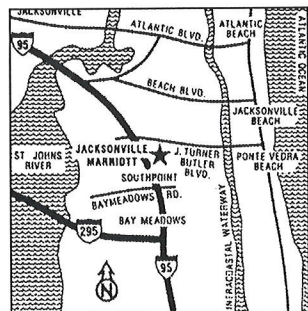 JACKSONVILLE
ATLANTIC BLVD.
ATLANTIC
BEACH
ATLANTIC OCEAN
95
BEACH BLVD.
JACKSONVILLE
BEACH
ST JOHNS
RIVER
JACKSONVILLE
MARRIOTT
J. TURNER
BUTLER
BLVD.
PONTE VEDRA
BEACH
SOUTHPOINT
BAYMEADOWS RD.
BAY MEADOWS
INTRACOASTAL WATERWAY
295
95
N